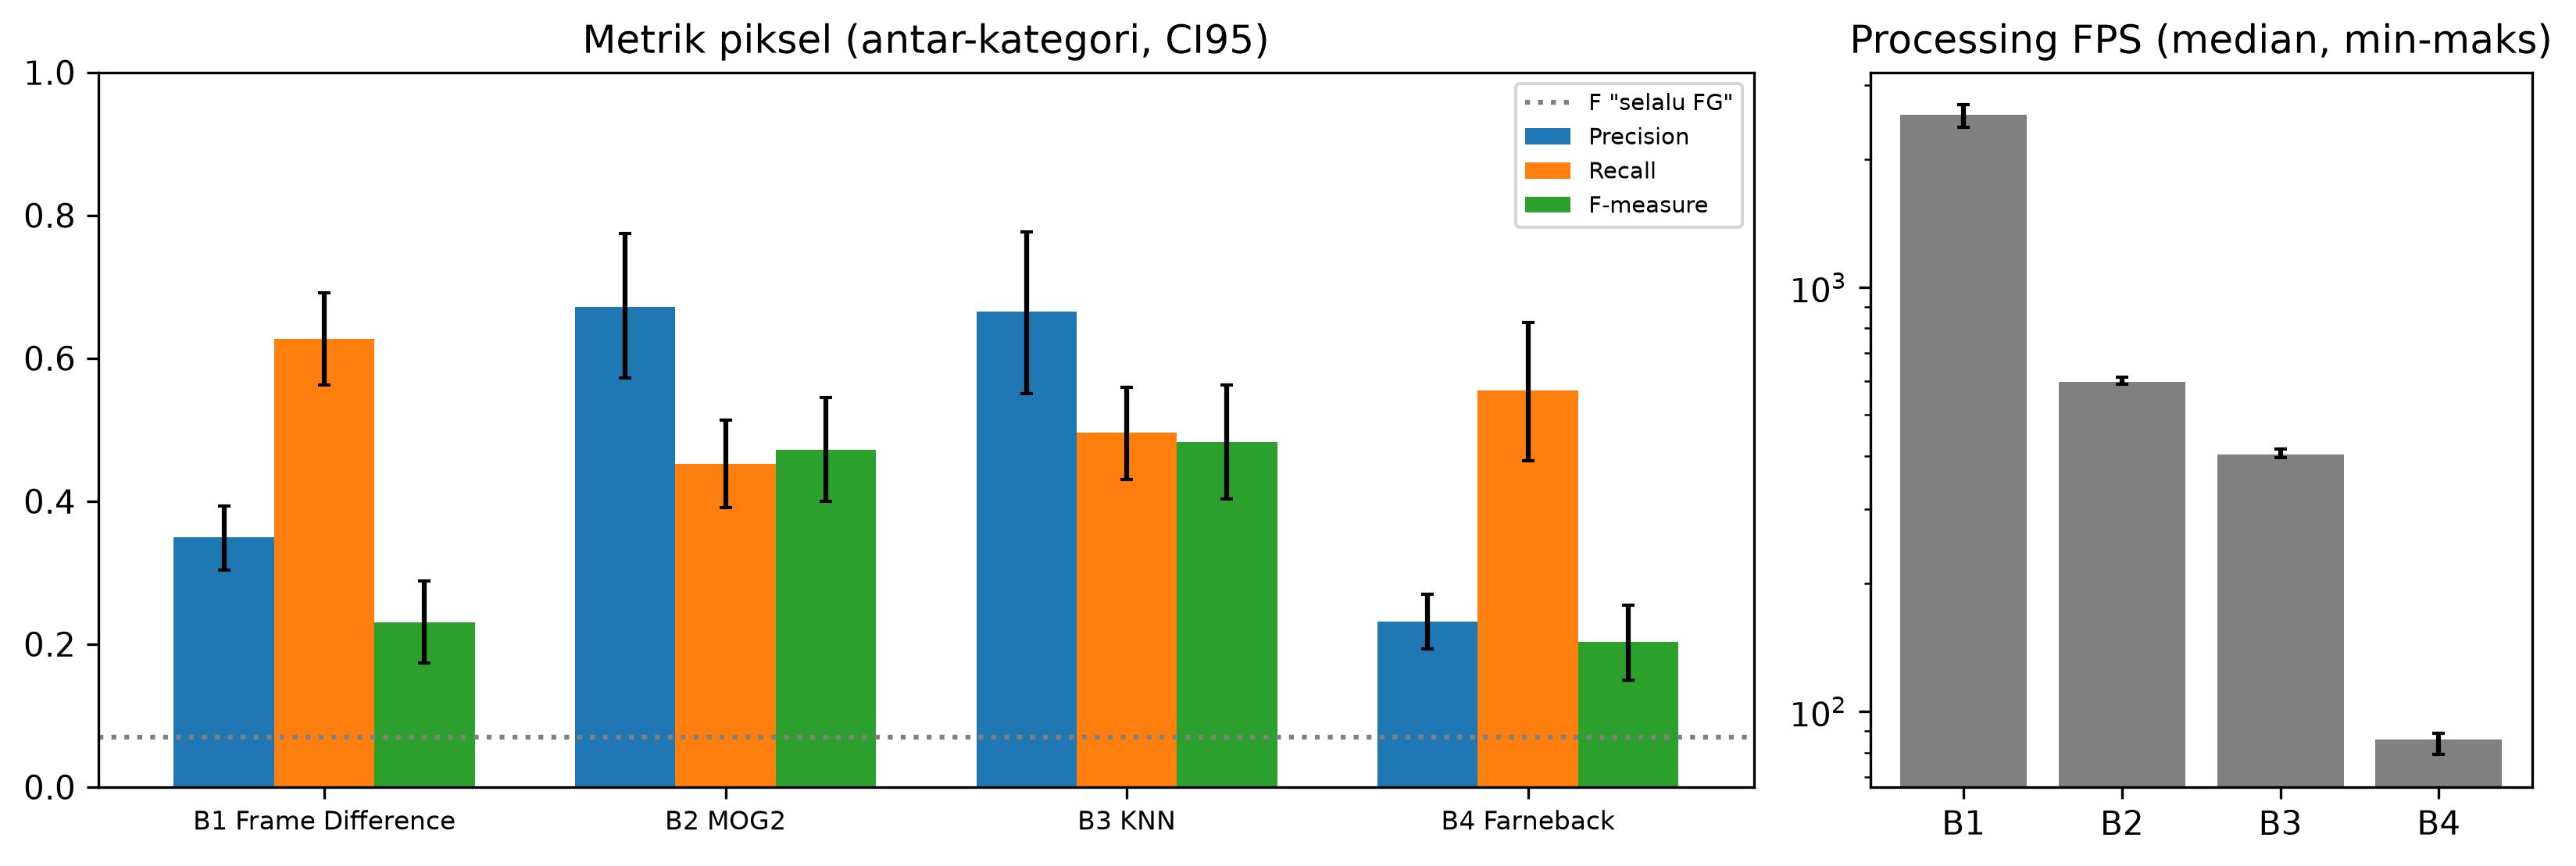 Metrik piksel (antar-kategori, CI95)
1.0
0.8
0.6
0.4
0.2
0.0
F "selalu FG"
Precision
Recall
F-measure
B1 Frame Difference
B2 MOG2
B3 KNN
B4 Farneback
Processing FPS (median, min-maks)
10³
10²
B1
B2
B3
B4